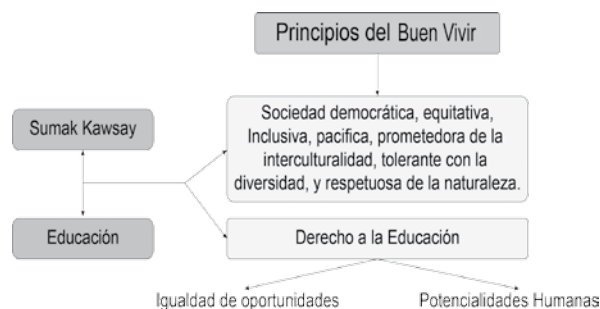 Principios del Buen Vivir
Sumak Kawsay
Sociedad democrática, equitativa,
Inclusiva, pacifica, prometedora de la
interculturalidad, tolerante con la
diversidad, y respetuosa de la naturaleza.
Educación
Derecho a la Educación
Igualdad de oportunidades
Potencialidades Humanas